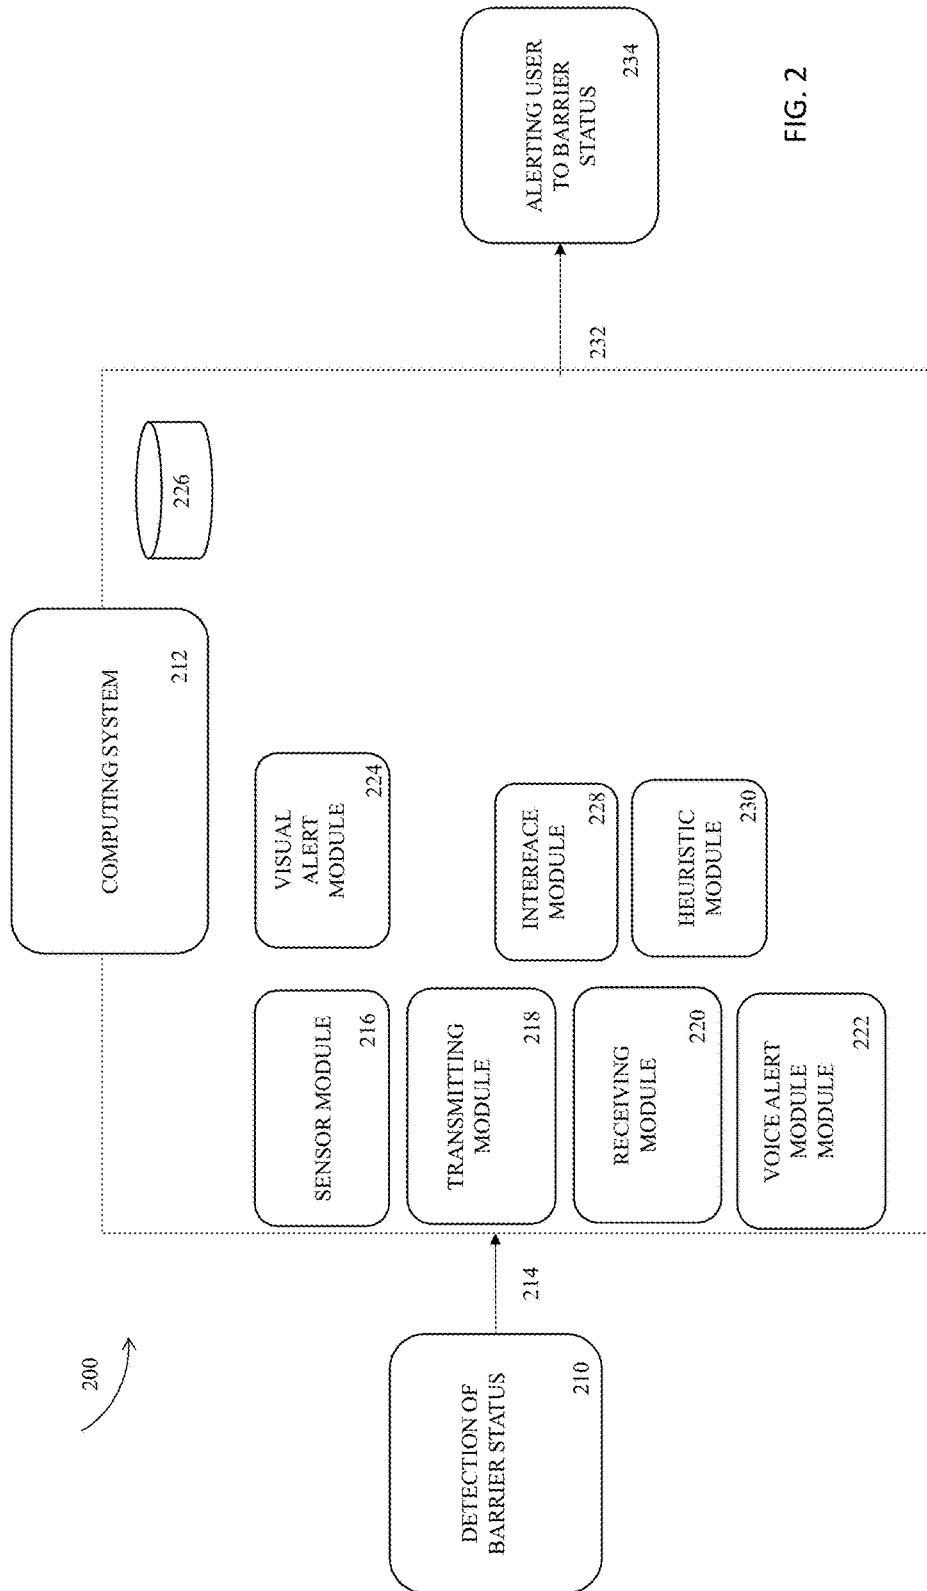 200
DETECTION OF
BARRIER STATUS
210
214
COMPUTING SYSTEM
212
SENSOR MODULE
216
TRANSMITTING
MODULE
218
RECEIVING
MODULE
220
VOICE ALERT
MODULE
MODULE
222
VISUAL
ALERT
MODULE
224
INTERFACE
MODULE
228
HEURISTIC
MODULE
230
226
232
ALERTING USER
TO BARRIER
STATUS
234
FIG. 2